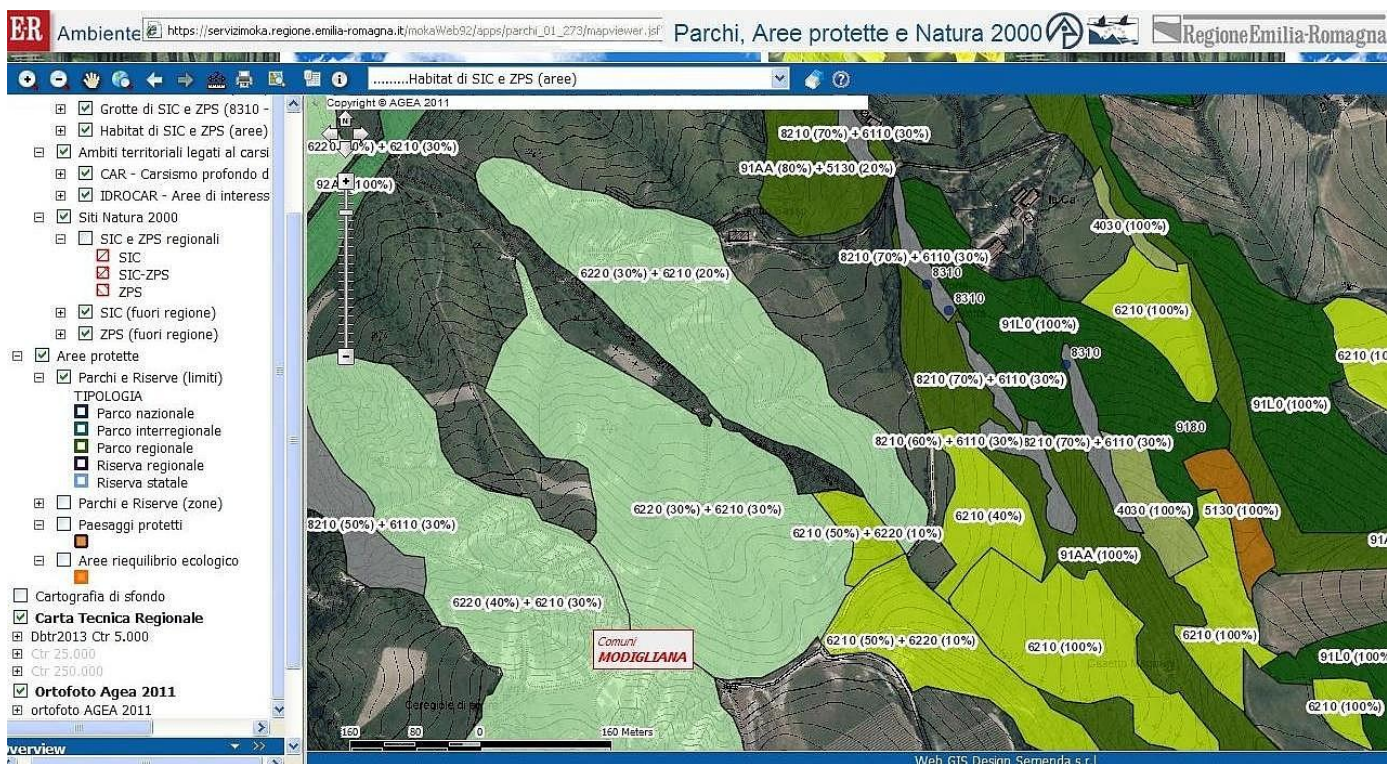 E·R Ambiente https://servizimoka.regione.emilia-romagna.it/mokaWeb92/apps/parchi_01_273/mapviewer.jsf Parchi, Aree protette e Natura 2000 RegioneEmilia-Romagna
.........Habitat di SIC e ZPS (aree)
Grotte di SIC e ZPS (8310 -
Habitat di SIC e ZPS (aree)
Ambiti territoriali legati al carsi
CAR - Carsismo profondo d
IDROCAR - Aree di interess
Siti Natura 2000
SIC e ZPS regionali
SIC
SIC-ZPS
ZPS
SIC (fuori regione)
ZPS (fuori regione)
Aree protette
Parchi e Riserve (limiti)
TIPOLOGIA
Parco nazionale
Parco interregionale
Parco regionale
Riserva regionale
Riserva statale
Parchi e Riserve (zone)
Paesaggi protetti
Aree riequilibrio ecologico
Cartografia di sfondo
Carta Tecnica Regionale
Dbtr2013 Ctr 5.000
Ctr 25.000
Ctr 250.000
Ortofoto Agea 2011
ortofoto AGEA 2011
verview
Copyright © AGEA 2011
N
8210 (70%) + 6110 (30%)
+ 6210 (30%)
91AA (80%) + 5130 (20%)
(100%)
Ca'
4030 (100%)
8210 (70%) + 6110 (30%)
6220 (30%) + 6210 (20%)
8310
8310
6210 (100%)
91L0 (100%)
8310
6210 (10
8210 (70%) + 6110 (30%)
91L0 (100%)
9180
8210 (60%) + 6110 (30%)
8210 (70%) + 6110 (30%)
6220 (30%) + 6210 (30%)
6210 (40%)
4030 (100%)
5130 (100%)
8210 (50%) + 6110 (30%)
6210 (50%) + 6220 (10%)
91A
91AA (100%)
6220 (40%) + 6210 (30%)
6210 (50%) + 6220 (10%)
6210 (100%)
6210 (100%)
Comuni
MODIGLIANA
91L0 (100%
Ceregiole di
6210 (100%)
160 80 0 160 Meters
Web GIS Design Semenda s.r.l